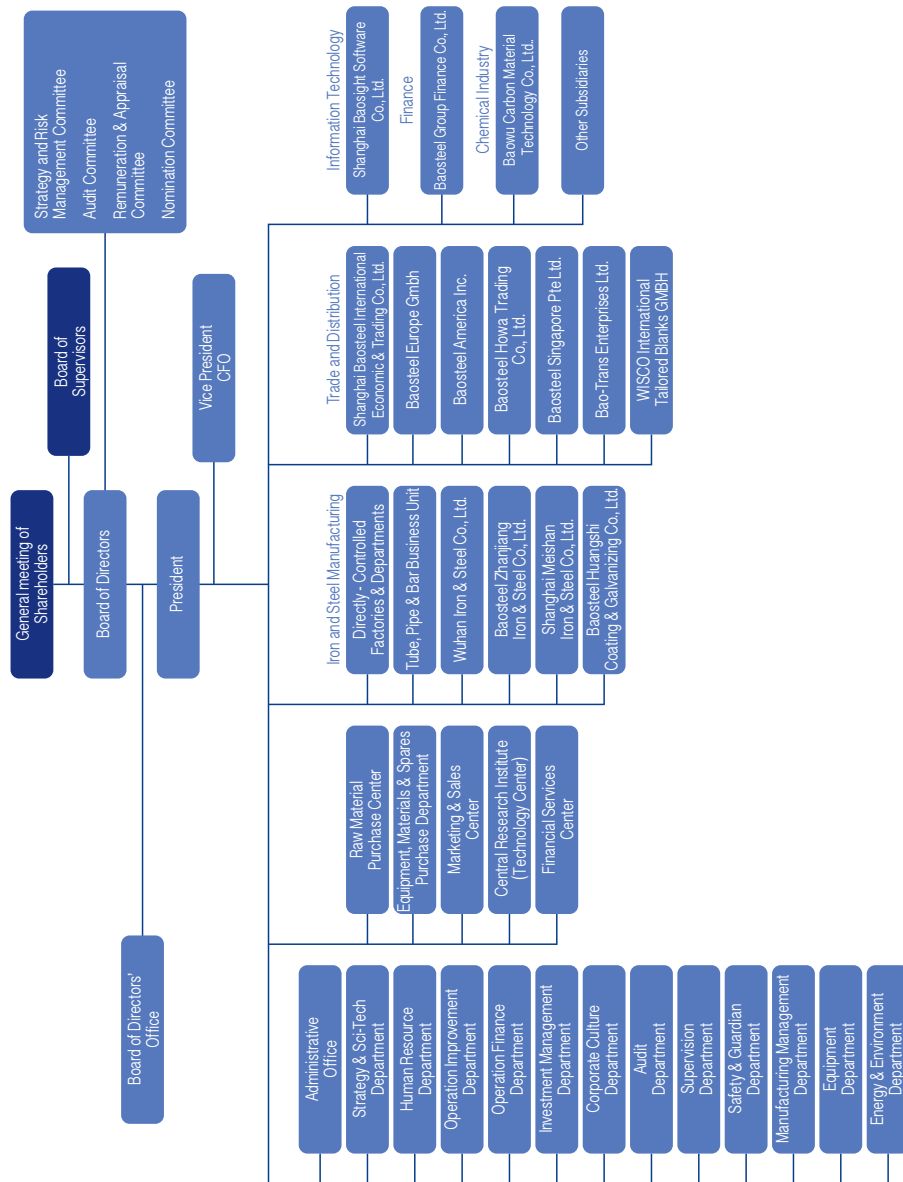 General meeting of
Shareholders
Board of
Supervisors
Board of Directors
Strategy and Risk
Management Committee
Audit Committee
Remuneration & Appraisal
Committee
Nomination Committee
Board of Directors'
Office
President
Vice President
CFO
Administrative
Office
Strategy & Sci-Tech
Department
Human Resource
Department
Operation Improvement
Department
Operation Finance
Department
Investment Management
Department
Corporate Culture
Department
Audit
Department
Supervision
Department
Safety & Guardian
Department
Manufacturing Management
Department
Equipment
Department
Energy & Environment
Department
Raw Material
Purchase Center
Equipment, Materials & Spares
Purchase Department
Marketing & Sales
Center
Central Research Institute
(Technology Center)
Financial Services
Center
Iron and Steel Manufacturing
Directly - Controlled
Factories & Departments
Tube, Pipe & Bar Business Unit
Wuhan Iron & Steel Co., Ltd.
Baosteel Zhanjiang
Iron & Steel Co., Ltd.
Shanghai Meishan
Iron & Steel Co., Ltd.
Baosteel Huangshi
Coating & Galvanizing Co., Ltd.
Trade and Distribution
Shanghai Baosteel International
Economic & Trading Co., Ltd.
Baosteel Europe Gmbh
Baosteel America Inc.
Baosteel Howa Trading
Co., Ltd.
Baosteel Singapore Pte Ltd.
Bao-Trans Enterprises Ltd.
WISCO International
Tailored Blanks GMBH
Information Technology
Shanghai Baosight Software
Co., Ltd.
Finance
Baosteel Group Finance Co., Ltd.
Chemical Industry
Baowu Carbon Material
Technology Co., Ltd.
Other Subsidiaries